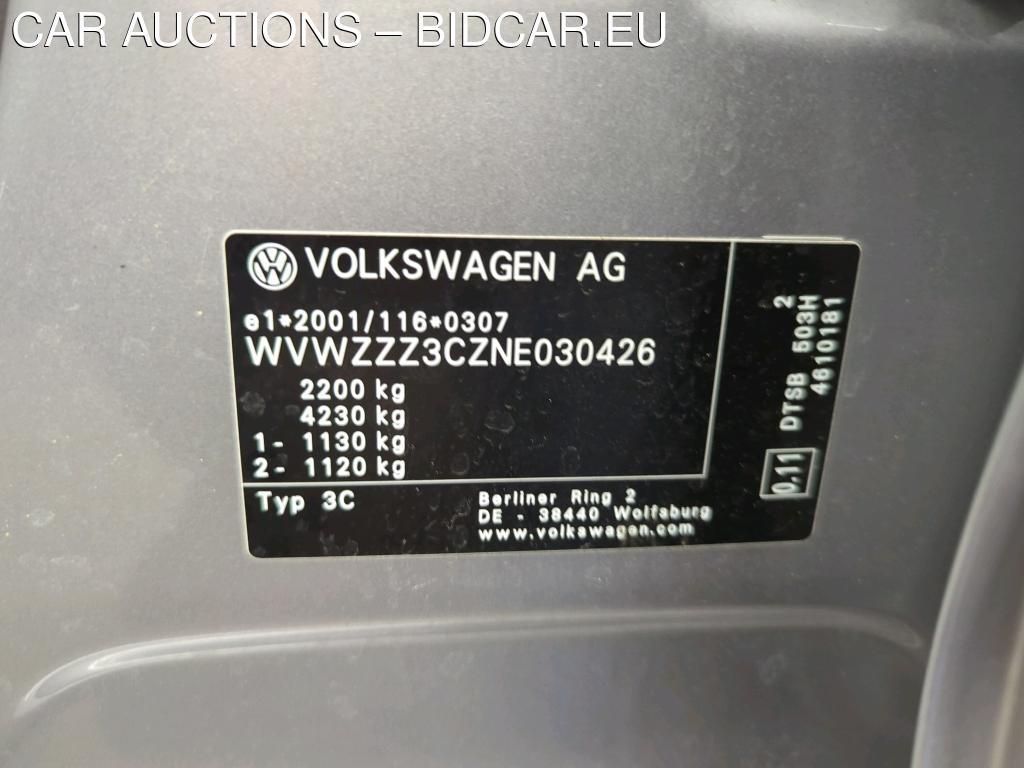 CAR AUCTIONS – BIDCAR.EU
VOLKSWAGEN AG
e1*2001/116*0307
WVWZZZ3CZNE030426
2200 kg
4230 kg
1- 1130 kg
2- 1120 kg
Typ 3C
Berliner Ring 2
DE - 38440 Wolfsburg
www.volkswagen.com
2
DTSB 503H
4610181
0.11